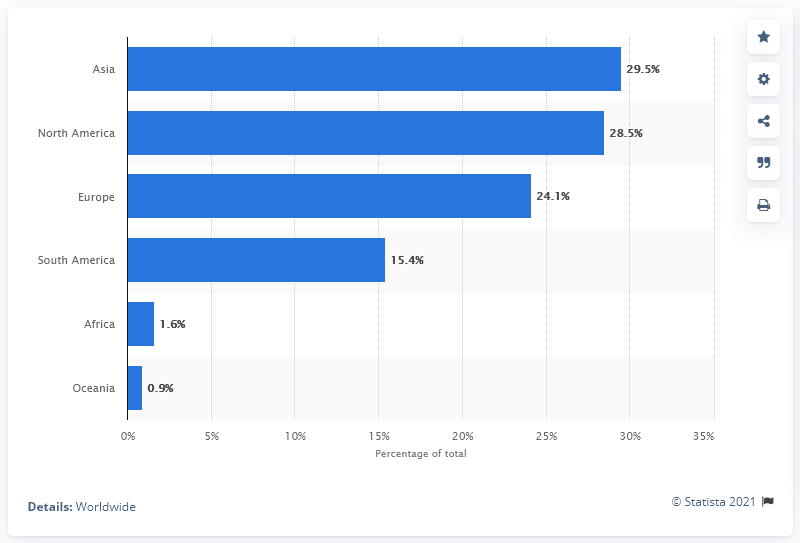 Asia
29.5%
North America
28.5%
Europe
24.1%
South America
15.4%
Africa
1.6%
Oceania
0.9%
0% 5% 10% 15% 20% 25% 30% 35%
Percentage of total
Details: Worldwide
© Statista 2021